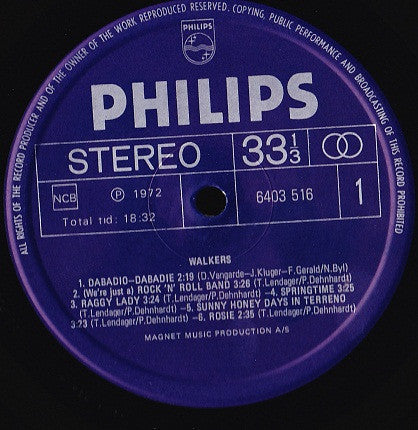 ALL RIGHTS OF THE RECORD PRODUCER AND OF THE OWNER OF THE WORK REPRODUCED RESERVED. COPYING, PUBLIC PERFORMANCE AND BROADCASTING OF THIS RECORD PROHIBITED
PHILIPS
PHILIPS
STEREO 33 1/3
NCB ℗ 1972 6403 516 1
Total tid: 18:32
WALKERS
1. DABADIO—DABADIE 2:19 (D.Vangarde—J.Kluger—F.Gerald/N.Byl)
2. (We're just a) ROCK 'N' ROLL BAND 3:26 (T.Lendager/P.Dehnhardt)
3. RAGGY LADY 3:24 (T.Lendager/P.Dehnhardt) —4. SPRINGTIME 3:25
(T.Lendager/P.Dehnhardt) —5. SUNNY HONEY DAYS IN TERRENO
3:23 (T.Lendager/P.Dehnhardt) —6. ROSIE 2:35 (T.Lendager/
P.Dehnhardt)
MAGNET MUSIC PRODUCTION A/S